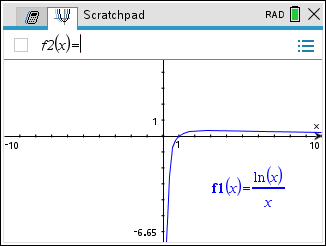 Scratchpad RAD
f2(x)=
1
x
-10 1 10
f1(x)=ln(x)/x
-6.65